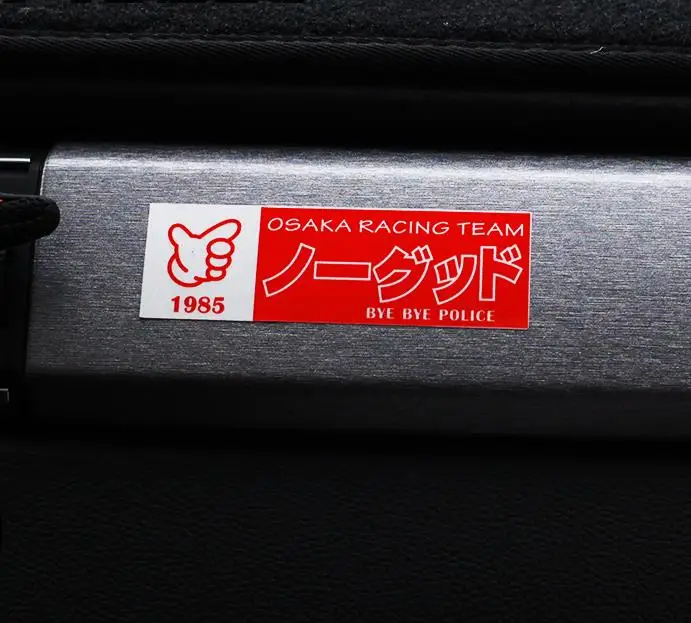 1985
OSAKA RACING TEAM
ノーグッド
BYE BYE POLICE